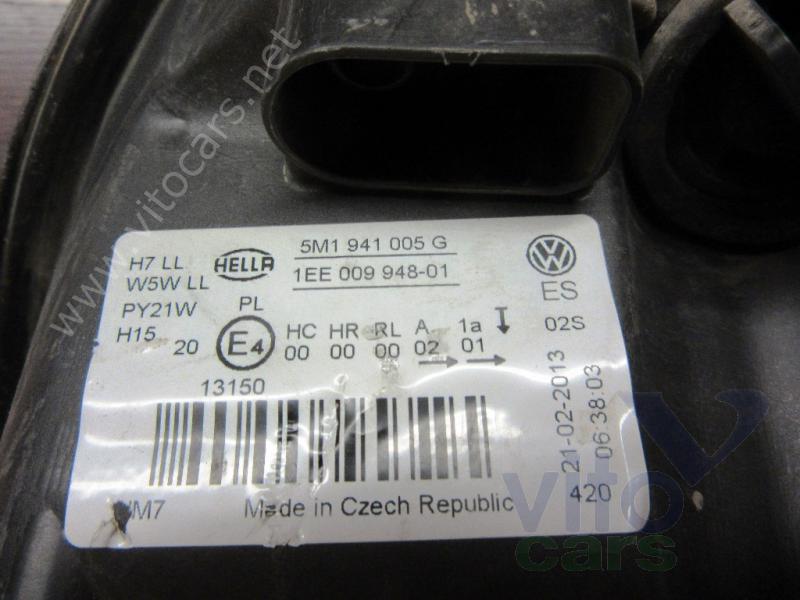 www.vitocars.net
5M1 941 005 G
HELLA
1EE 009 948-01
H7 LL
W5W LL
PY21W
H15
PL
20
E4
HC HR RL A 1a
00 00 00 02 01
13150
VW
ES
02S
21-02-2013
06:38:03
420
Made in Czech Republic
vito
cars